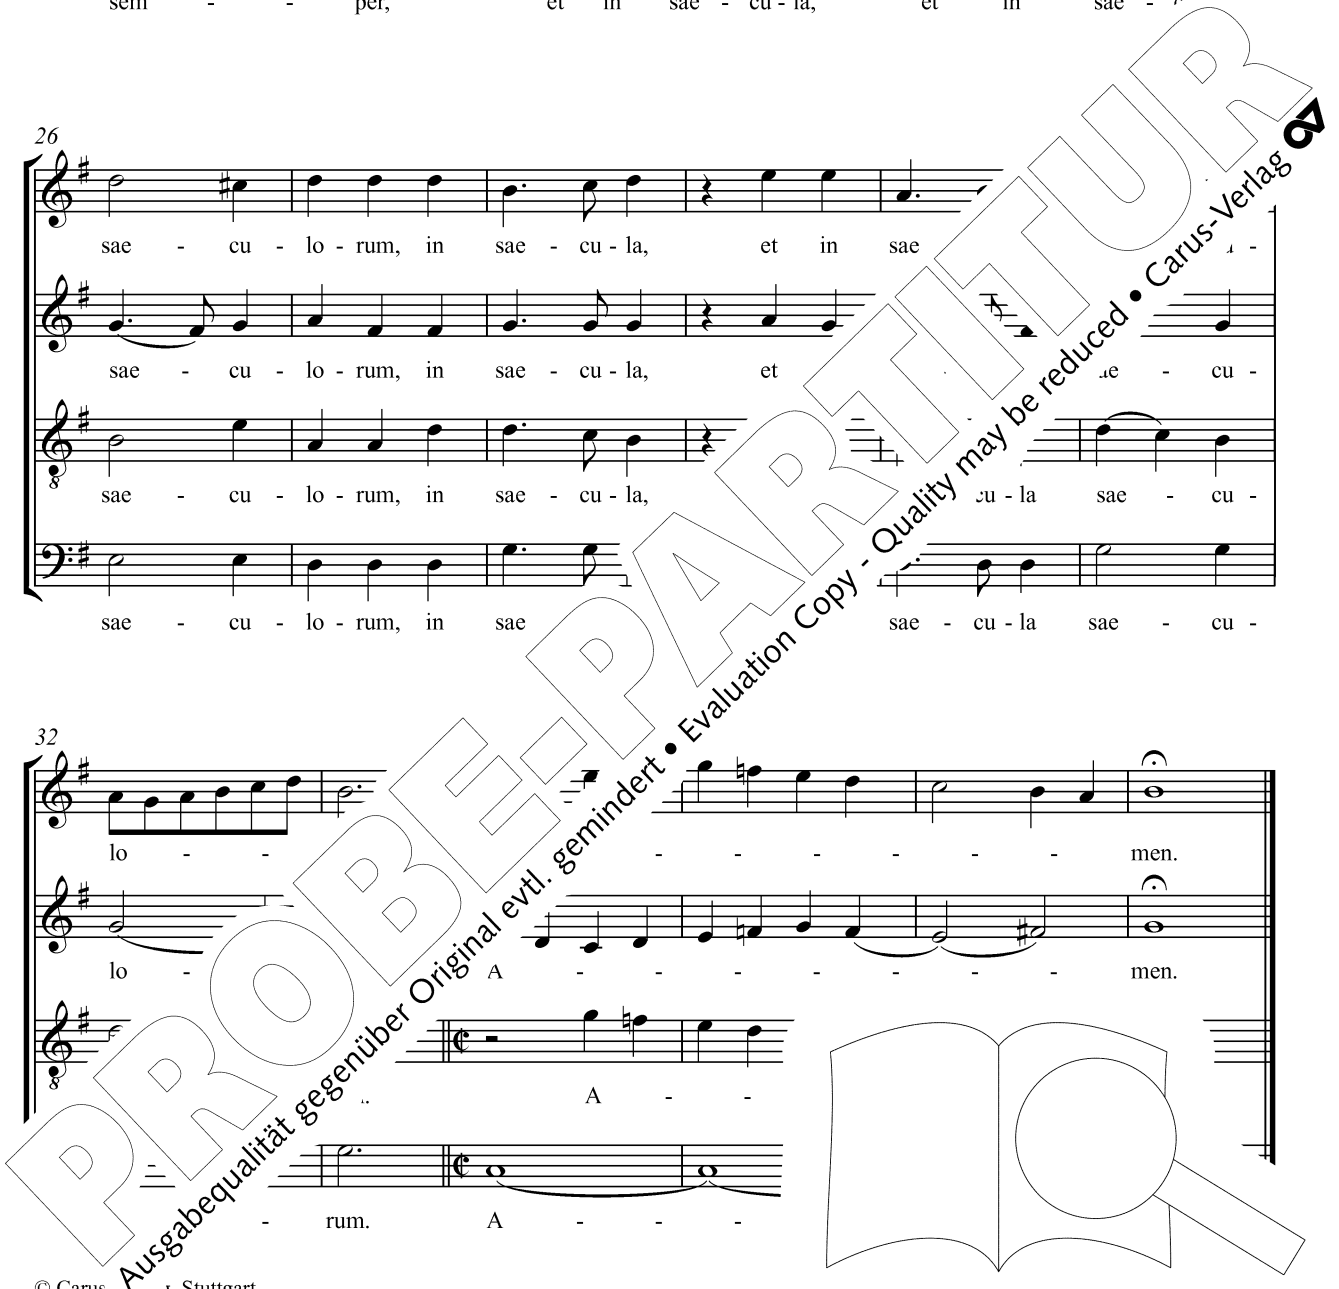 sem - - per, et in sae - cu - la, et in sae -
26
sae - cu - lo - rum, in sae - cu - la, et in sae
sae - cu - lo - rum, in sae - cu - la, et - cu -
sae - cu - lo - rum, in sae - cu - la, cu - la sae - cu -
sae - cu - lo - rum, in sae sae - cu - la sae - cu -
32
lo - - - - - - - - men.
lo - A - - - - - - - men.
A - -
- rum. A - - -
© Carus Stuttgart
PROBE-PARTITUR
Ausgabequalität gegenüber Original evtl. gemindert • Evaluation Copy - Quality may be reduced • Carus-Verlag